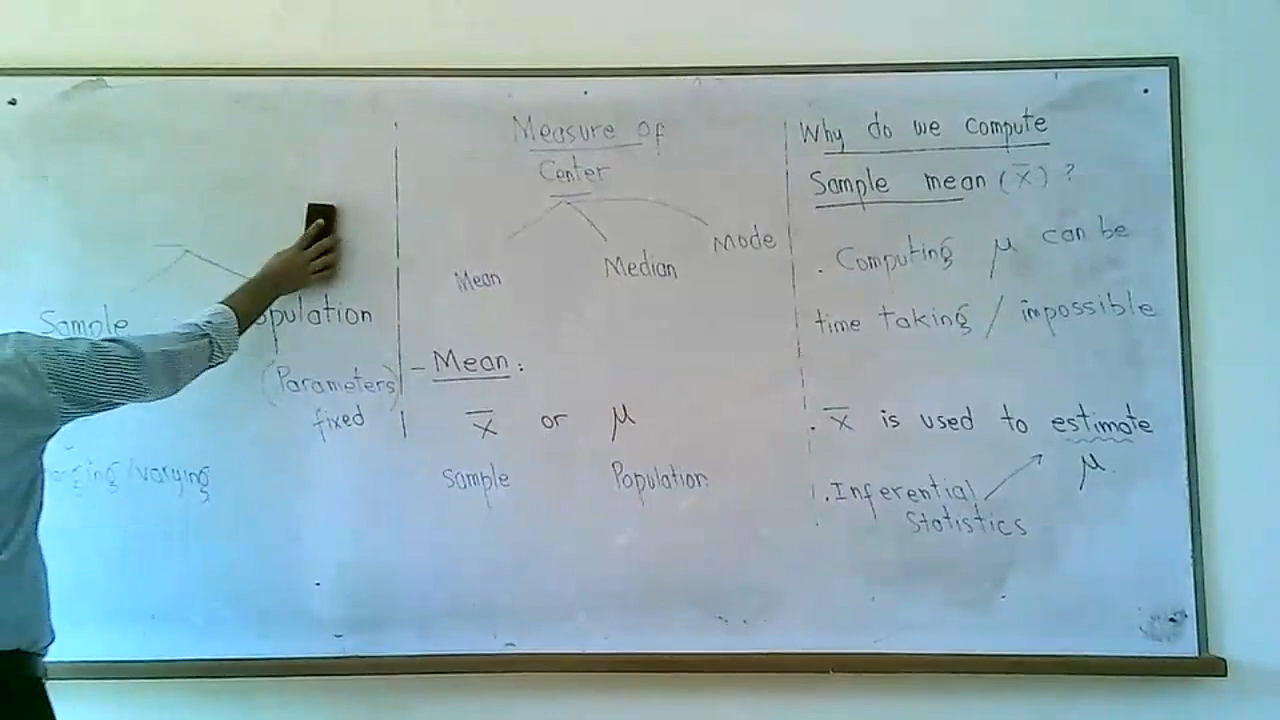 Sample
(Parameters)
fixed
/varying
Measure of
Center
Mean
Median
Mode
- Mean:
x̄ or μ
Sample Population
Why do we compute
Sample mean (x̄)?
. Computing μ can be
time taking / impossible
. x̄ is used to estimate
μ.
. Inferential
Statistics